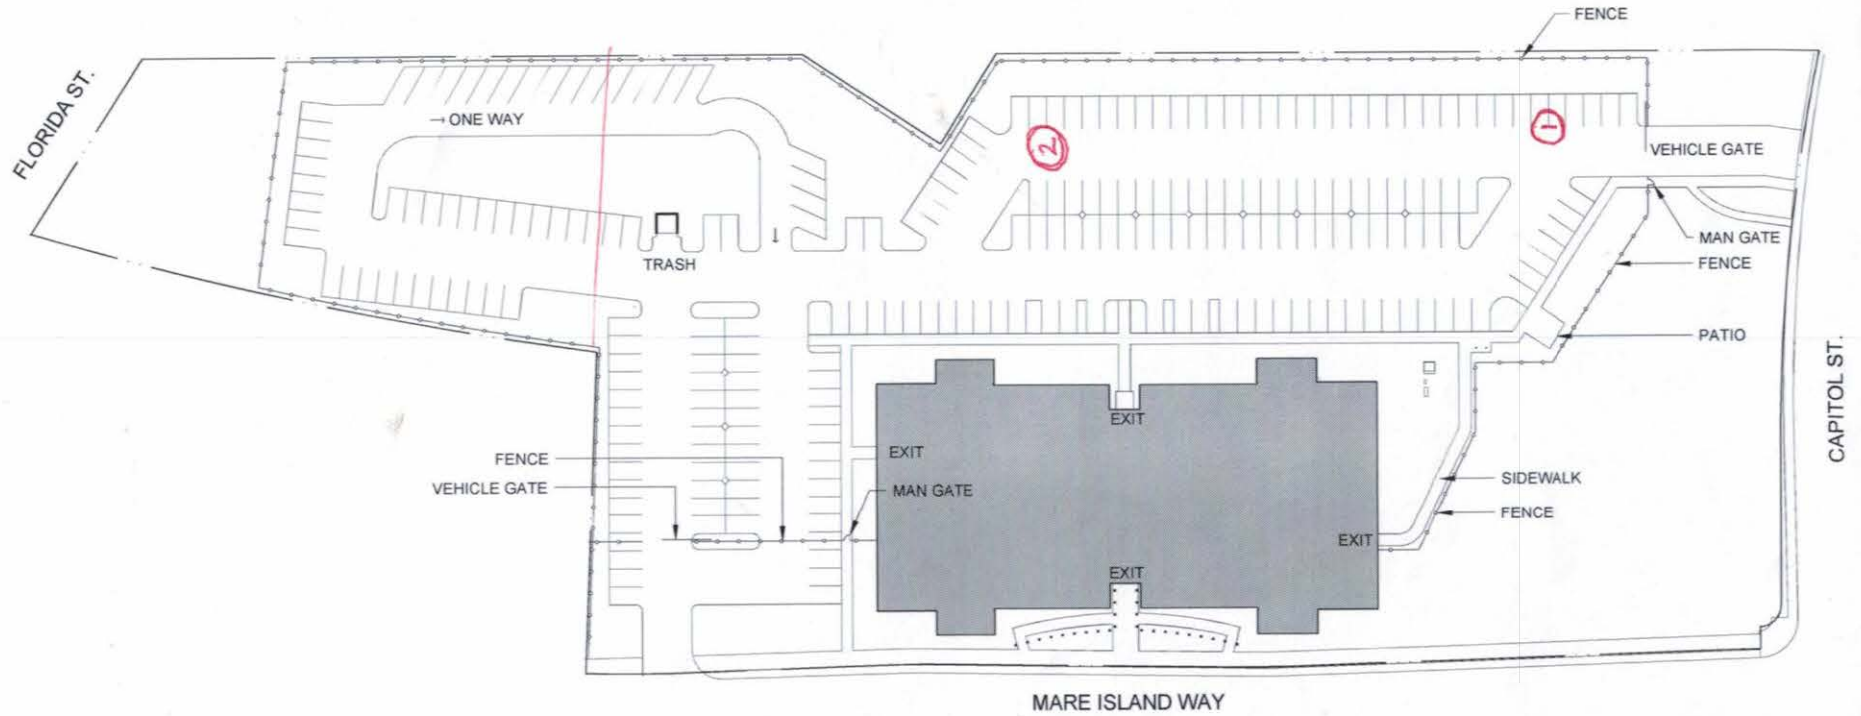 FENCE
FLORIDA ST.
→ ONE WAY
2
1
VEHICLE GATE
MAN GATE
FENCE
TRASH
PATIO
CAPITOL ST.
EXIT
EXIT
FENCE
VEHICLE GATE
MAN GATE
SIDEWALK
FENCE
EXIT
EXIT
MARE ISLAND WAY